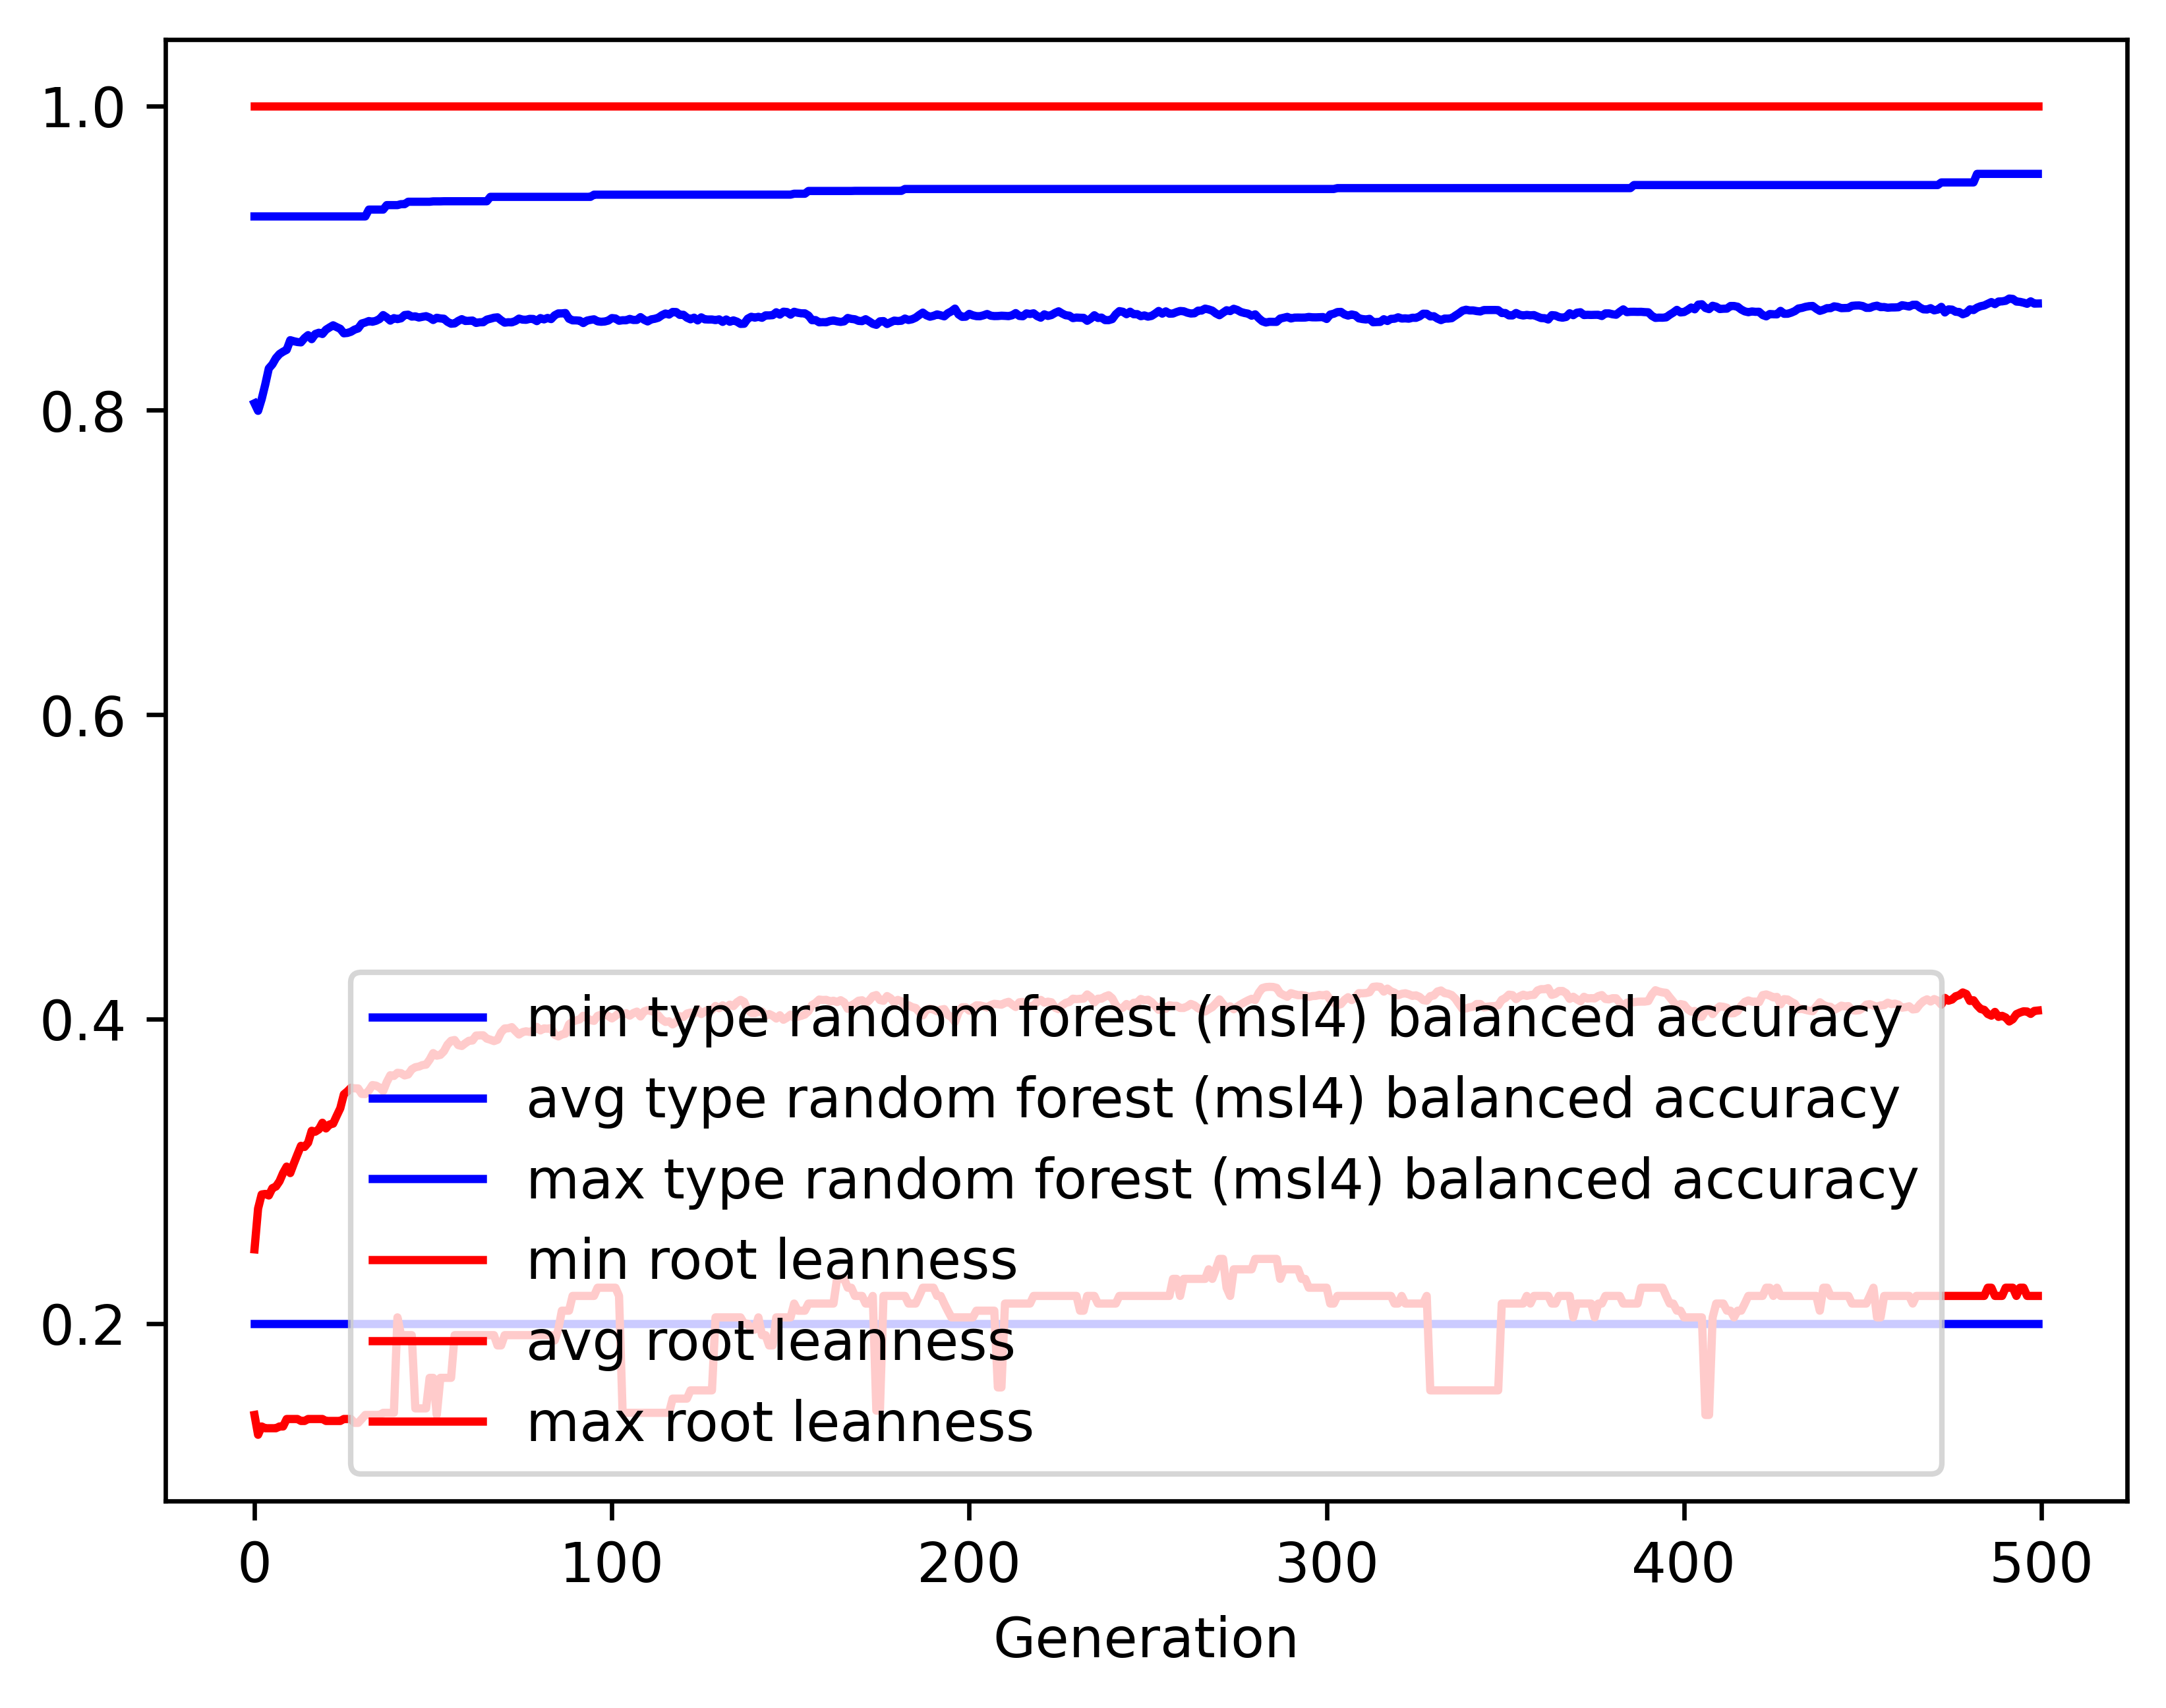 1.0
0.8
0.6
0.4
0.2
min type random forest (msl4) balanced accuracy
avg type random forest (msl4) balanced accuracy
max type random forest (msl4) balanced accuracy
min root leanness
avg root leanness
max root leanness
0 100 200 300 400 500
Generation